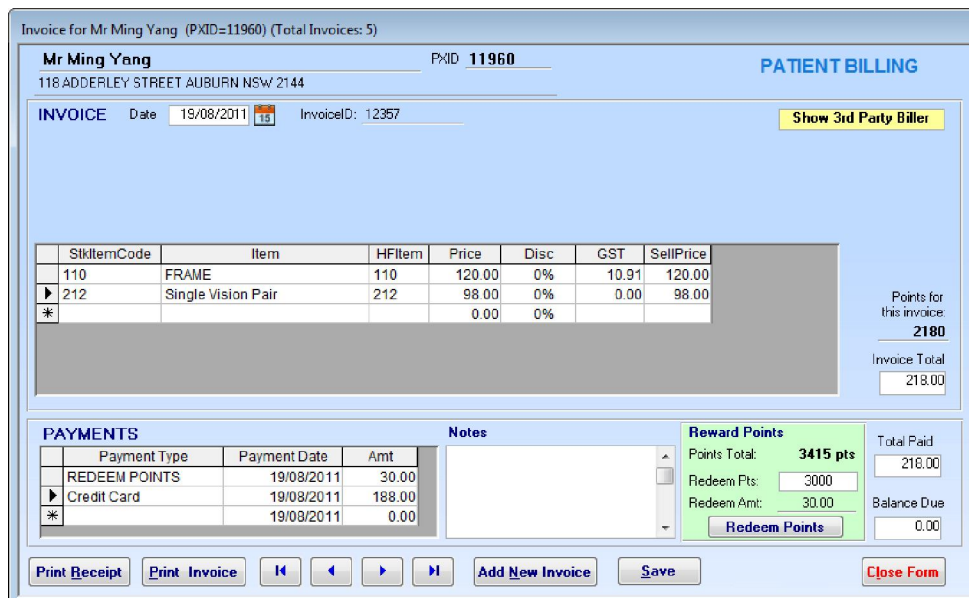 Invoice for Mr Ming Yang (PXID=11960) (Total Invoices: 5)
Mr Ming Yang PXID 11960
PATIENT BILLING
118 ADDERLEY STREET AUBURN NSW 2144
INVOICE Date 19/08/2011 15 InvoiceID: 12357
Show 3rd Party Biller
StkItemCode Item HFItem Price Disc GST SellPrice
110 FRAME 110 120.00 0% 10.91 120.00
212 Single Vision Pair 212 98.00 0% 0.00 98.00
0.00 0%
Points for
this invoice:
2180
Invoice Total
218.00
PAYMENTS
Payment Type Payment Date Amt
REDEEM POINTS 19/08/2011 30.00
Credit Card 19/08/2011 188.00
19/08/2011 0.00
Notes
Reward Points
Points Total: 3415 pts
Redeem Pts: 3000
Redeem Amt: 30.00
Redeem Points
Total Paid
218.00
Balance Due
0.00
Print Receipt Print Invoice Add New Invoice Save Close Form